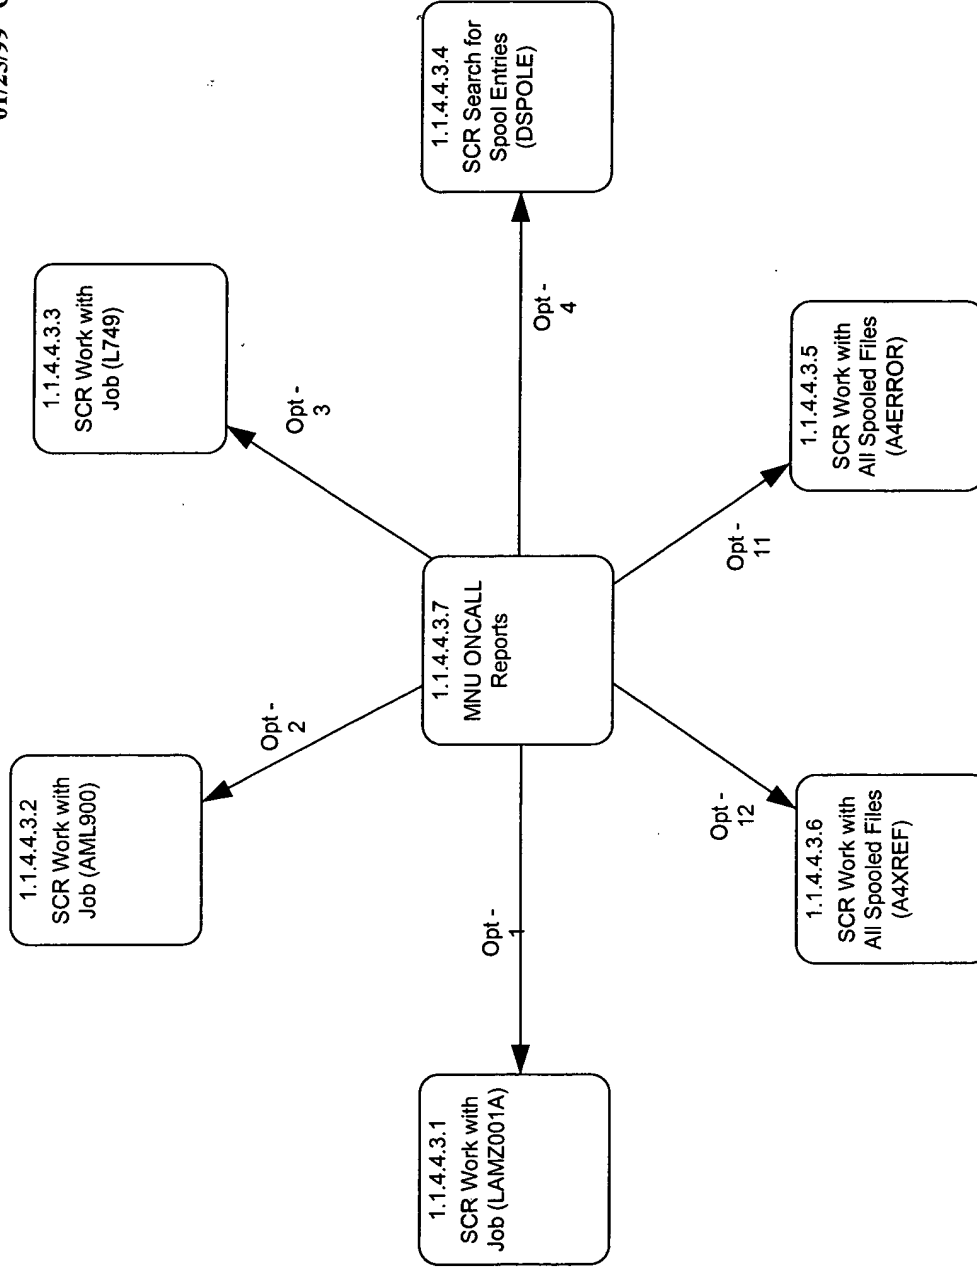 1.1.4.4.3.2
SCR Work with
Job (AML900)
1.1.4.4.3.3
SCR Work with
Job (L749)
Opt -
2
Opt -
3
1.1.4.4.3.1
SCR Work with
Job (LAMZ001A)
Opt -
1
1.1.4.4.3.7
MNU ONCALL
Reports
Opt -
4
1.1.4.4.3.4
SCR Search for
Spool Entries
(DSPOLE)
Opt -
12
Opt -
11
1.1.4.4.3.6
SCR Work with
All Spooled Files
(A4XREF)
1.1.4.4.3.5
SCR Work with
All Spooled Files
(A4ERROR)